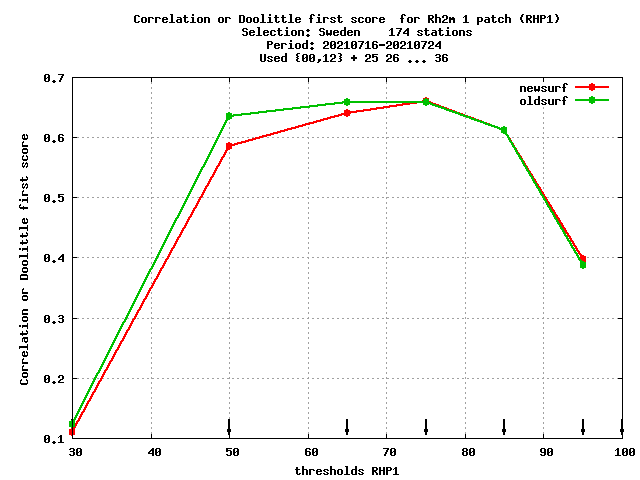 Correlation or Doolittle first score  for Rh2m 1 patch (RHP1)
Selection: Sweden    174 stations
Period: 20210716-20210724
Used {00,12} + 25 26 ... 36
newsurf
oldsurf
0.7
0.6
0.5
0.4
0.3
0.2
0.1
Correlation or Doolittle first score
30 40 50 60 70 80 90 100
thresholds RHP1